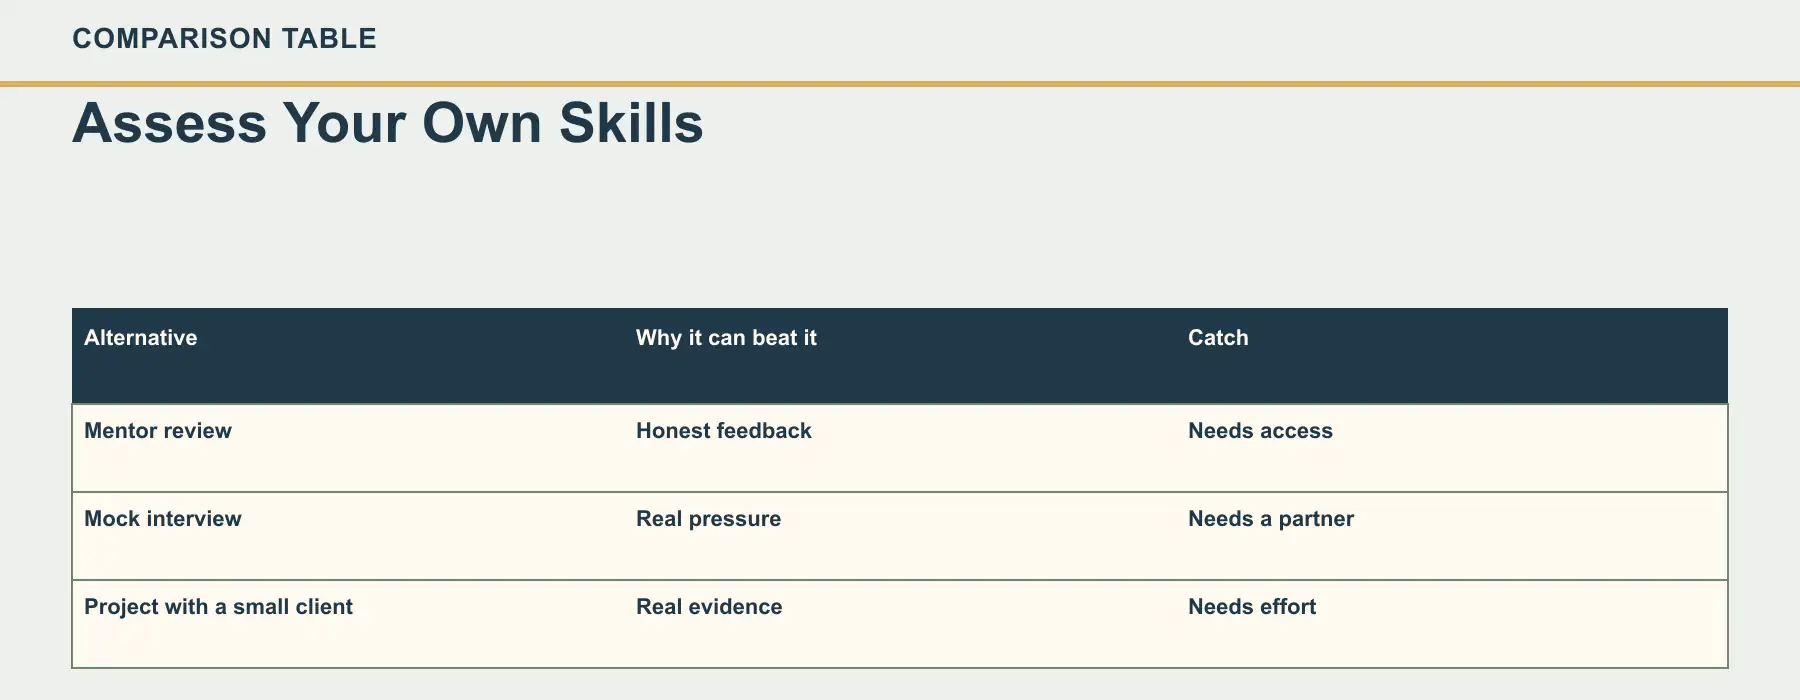 COMPARISON TABLE
Assess Your Own Skills
Alternative Why it can beat it Catch
Mentor review Honest feedback Needs access
Mock interview Real pressure Needs a partner
Project with a small client Real evidence Needs effort